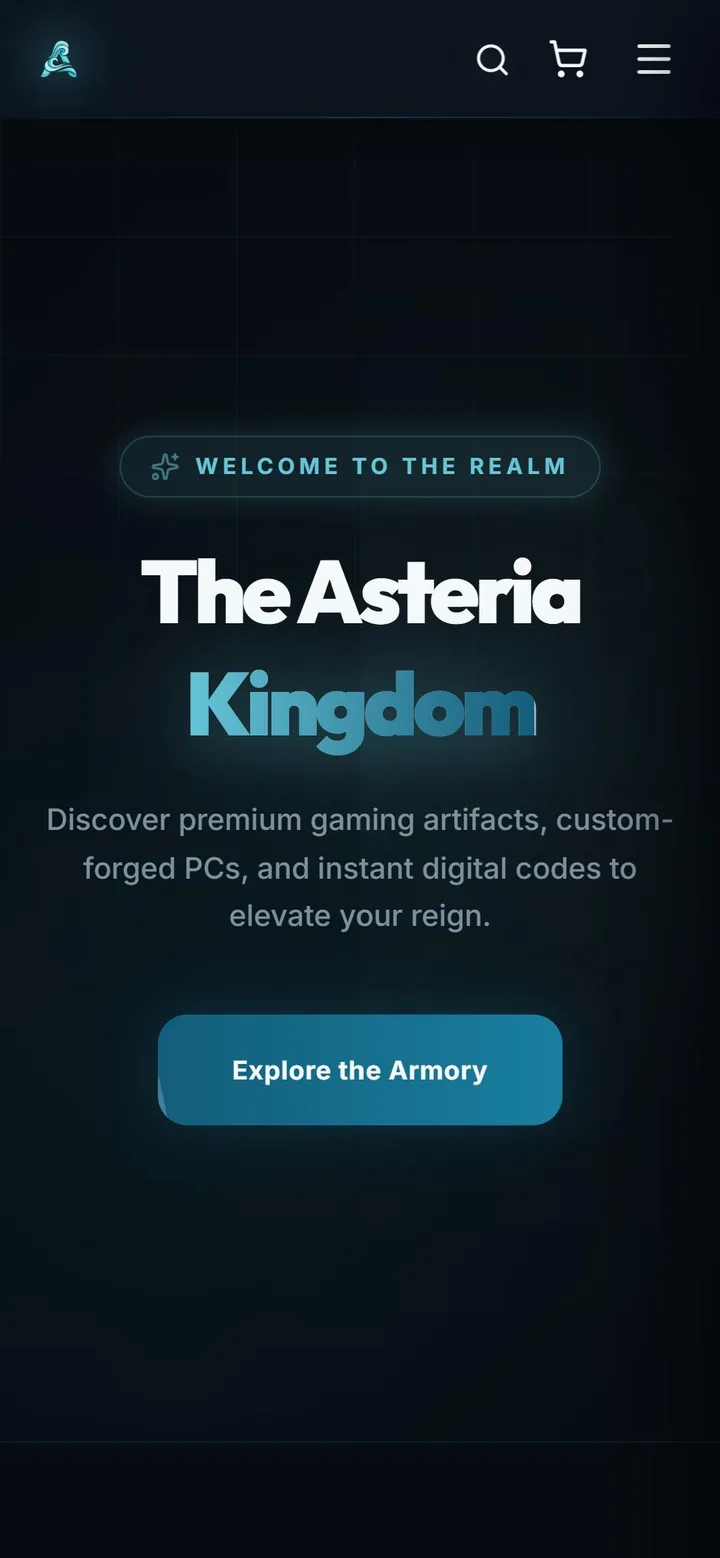 WELCOME TO THE REALM
The Asteria
Kingdom
Discover premium gaming artifacts, custom-
forged PCs, and instant digital codes to
elevate your reign.
Explore the Armory